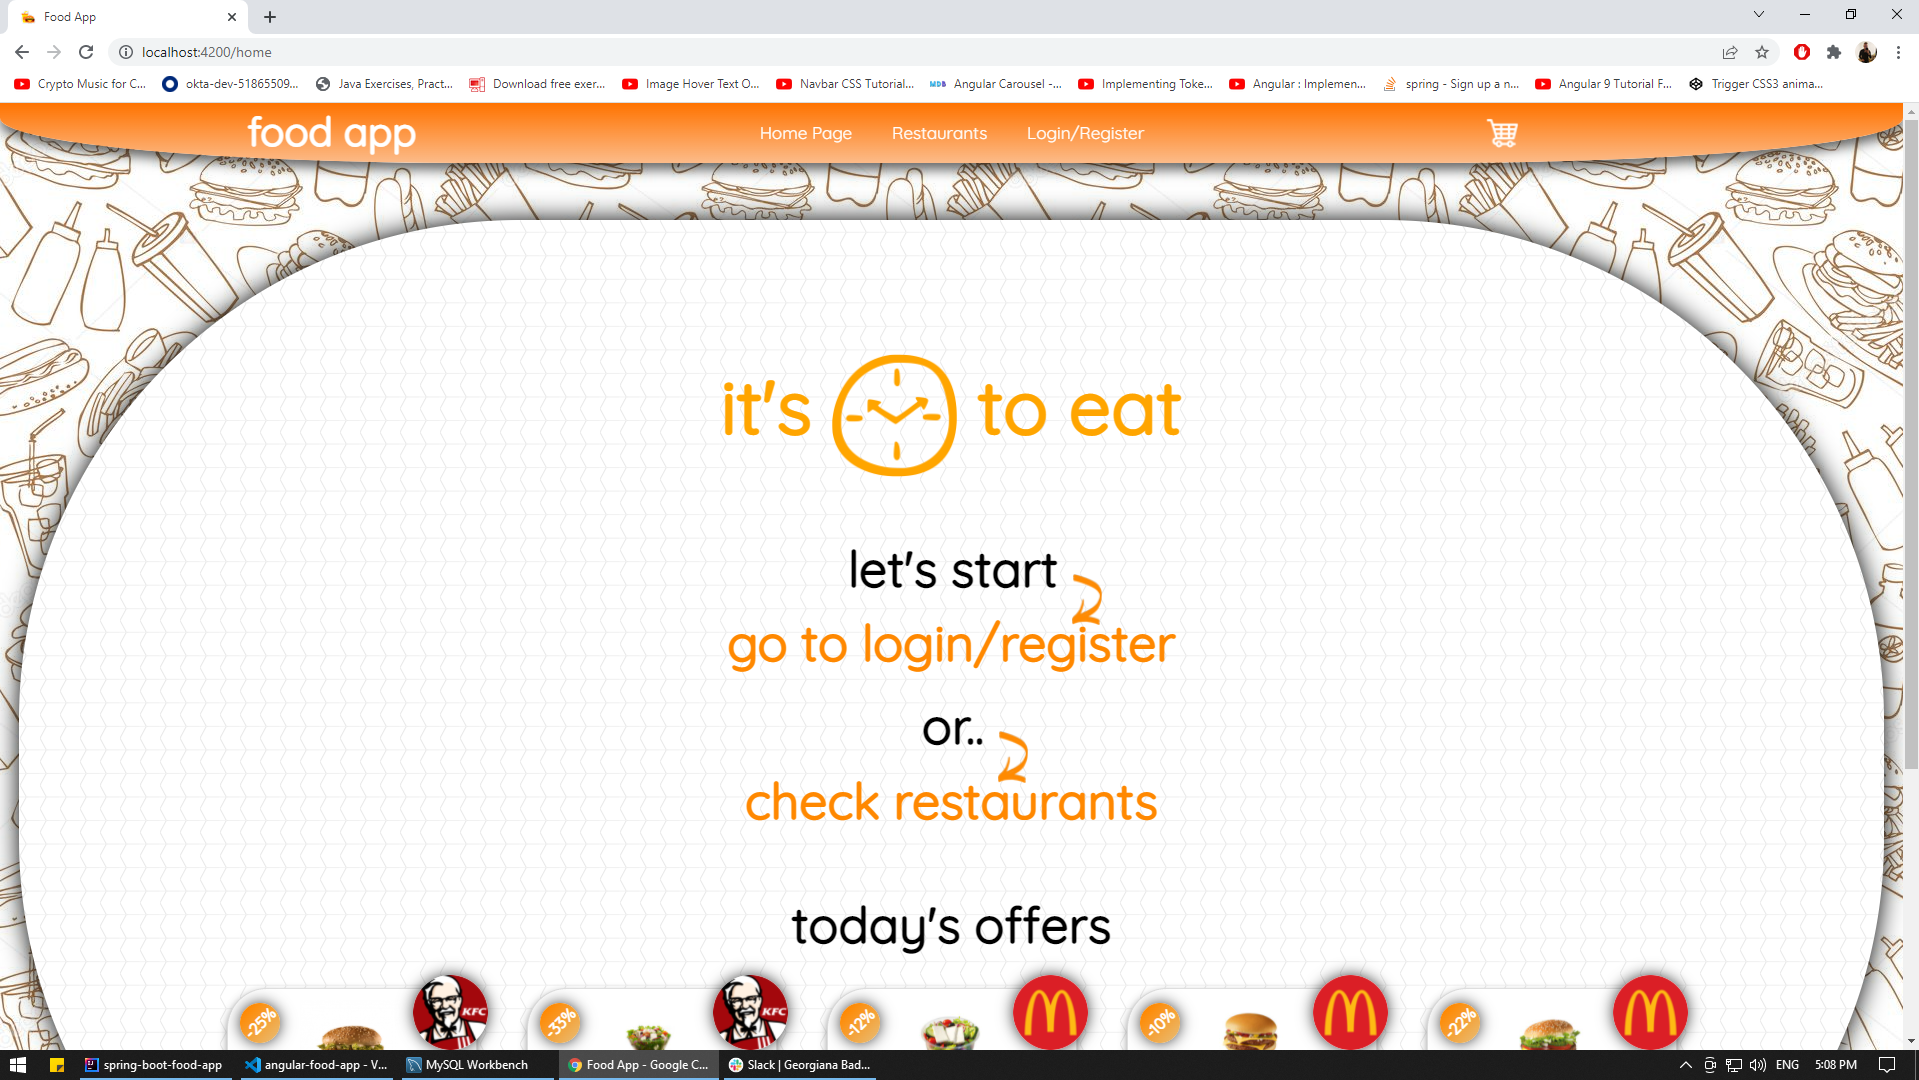 Food App
localhost:4200/home
Crypto Music for C...
okta-dev-51865509...
Java Exercises, Pract...
Download free exer...
Image Hover Text O...
Navbar CSS Tutorial...
MDB
Angular Carousel -...
Implementing Toke...
Angular : Implemen...
spring - Sign up a n...
Angular 9 Tutorial F...
Trigger CSS3 anima...
food app
Home Page
Restaurants
Login/Register
it's to eat
let's start
go to login/register
or..
check restaurants
today's offers
-25%
KFC
-33%
KFC
-12%
-10%
-22%
spring-boot-food-app
angular-food-app - V...
MySQL Workbench
Food App - Google C...
Slack | Georgiana Bad...
ENG
5:08 PM